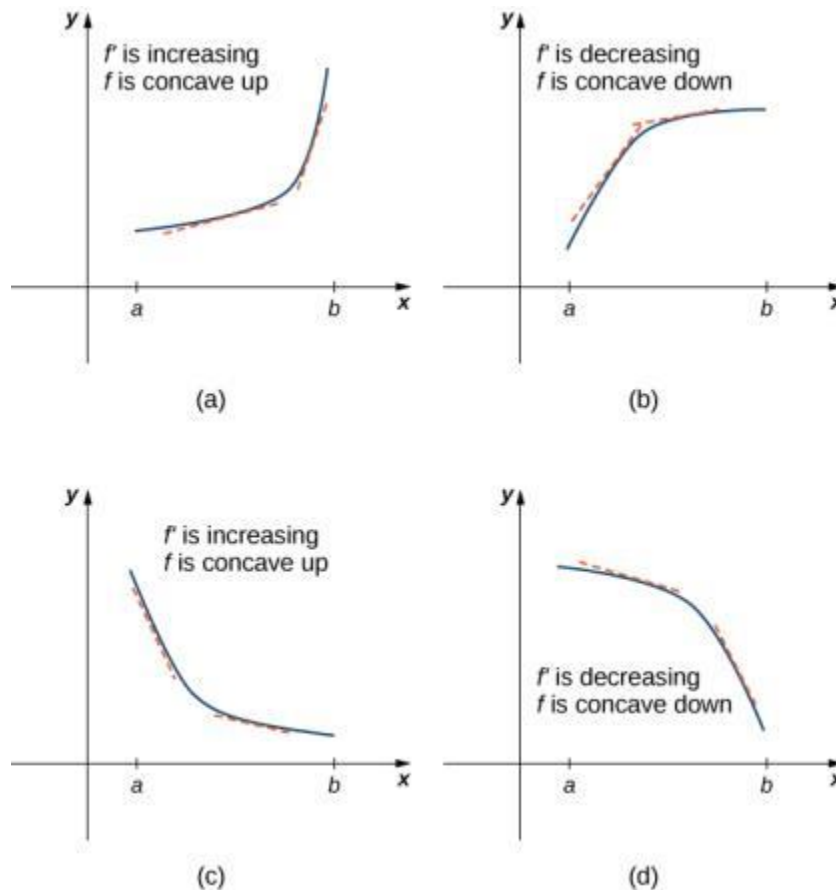 y
f' is increasing
f is concave up
a
b
x
(a)
y
f' is decreasing
f is concave down
a
b
x
(b)
y
f' is increasing
f is concave up
a
b
x
(c)
y
f' is decreasing
f is concave down
a
b
x
(d)